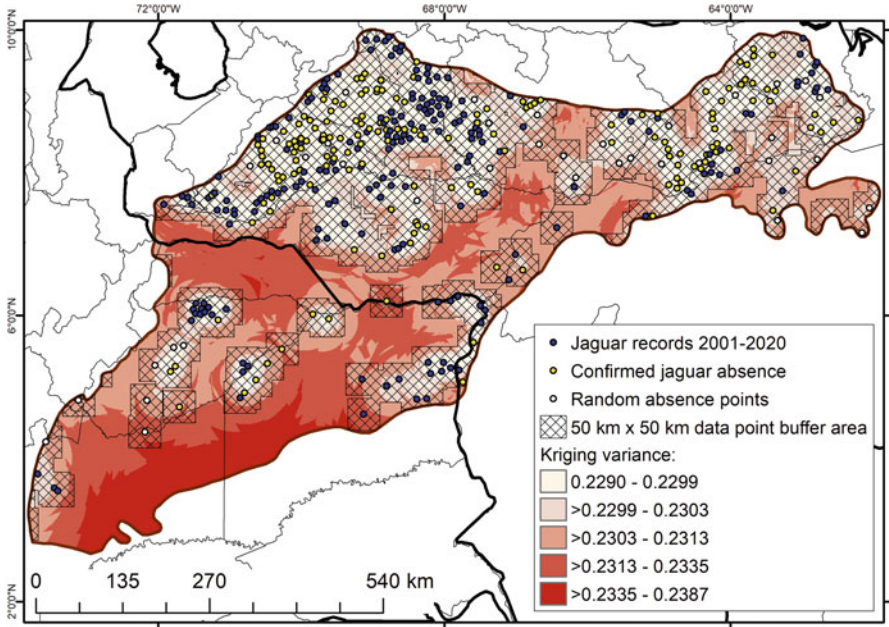 72°0'0"W 68°0'0"W 64°0'0"W
10°0'0"N
6°0'0"N
2°0'0"N
Jaguar records 2001-2020
Confirmed jaguar absence
Random absence points
50 km x 50 km data point buffer area
Kriging variance:
0.2290 - 0.2299
>0.2299 - 0.2303
>0.2303 - 0.2313
>0.2313 - 0.2335
>0.2335 - 0.2387
0 135 270 540 km